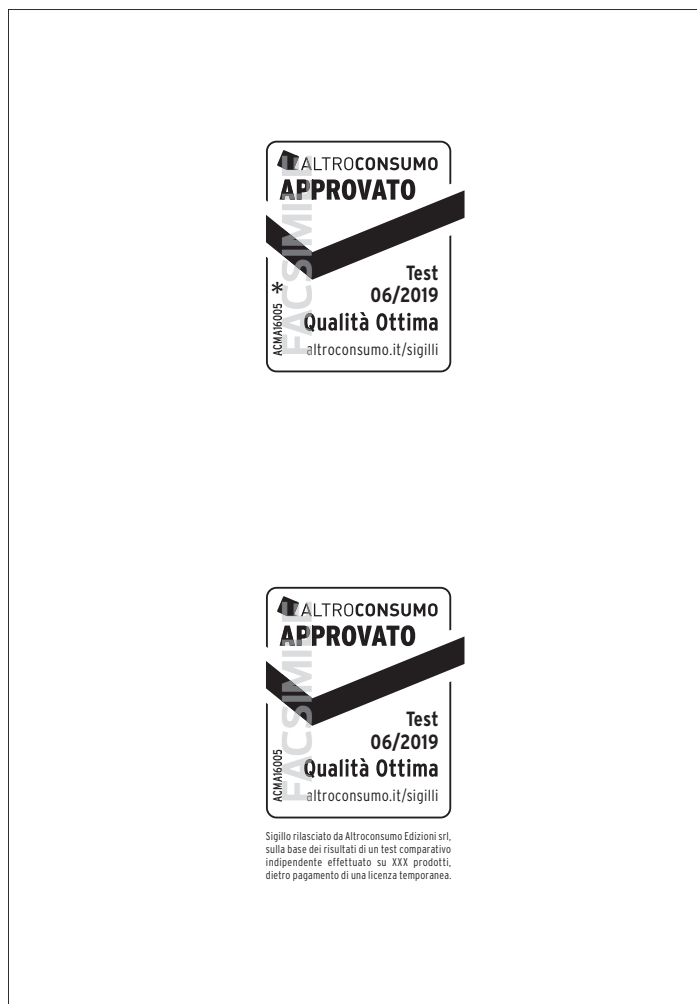 ALTROCONSUMO
APPROVATO
FACSIMILE
Test
06/2019
*
ACMA16005
Qualità Ottima
altroconsumo.it/sigilli
ALTROCONSUMO
APPROVATO
FACSIMILE
Test
06/2019
ACMA16005
Qualità Ottima
altroconsumo.it/sigilli
Sigillo rilasciato da Altroconsumo Edizioni srl,
sulla base dei risultati di un test comparativo
indipendente effettuato su XXX prodotti,
dietro pagamento di una licenza temporanea.